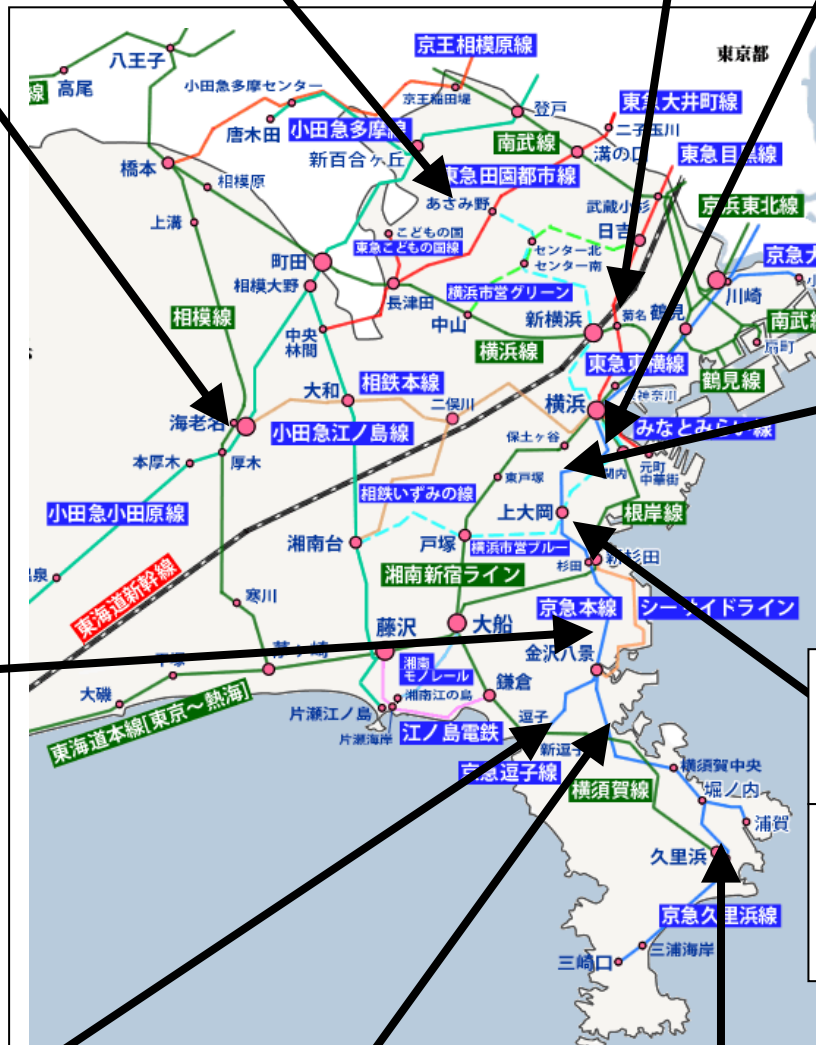 京王相模原線
東京都
八王子
線
高尾
小田急多摩センター
京王稲田堤
登戸
東急大井町線
唐木田
小田急多摩線
南武線
二子玉川
新百合ヶ丘
溝の口
東急目黒線
橋本
相模原
東急田園都市線
あざみ野
武蔵小杉
京浜東北線
上溝
こどもの国
東急こどもの国線
日吉
センター北
センター南
京急大
町田
相模大野
長津田
横浜市営グリーン
川崎
相模線
中央
林間
中山
新横浜
菊名
鶴見
南武
扇町
横浜線
東急東横線
鶴見線
大和
相鉄本線
二俣川
横浜
神奈川
海老名
小田急江ノ島線
みなとみらい線
保土ヶ谷
本厚木
厚木
東戸塚
関内
元町
中華街
小田急小田原線
相鉄いずみの線
上大岡
根岸線
湘南台
戸塚
横浜市営ブルー
杉田
新杉田
東海道新幹線
湘南新宿ライン
寒川
京急本線
シーサイドライン
藤沢
大船
茅ヶ崎
金沢八景
平塚
湘南
モノレール
大磯
湘南江の島
鎌倉
片瀬江ノ島
片瀬海岸
江ノ島電鉄
逗子
新逗子
東海道本線[東京～熱海]
京急逗子線
横須賀線
横須賀中央
堀ノ内
浦賀
久里浜
京急久里浜線
三浦海岸
三崎口